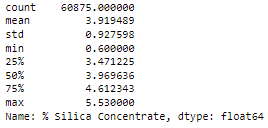 count    60875.000000
mean         3.919489
std          0.927598
min          0.600000
25%          3.471225
50%          3.969636
75%          4.612343
max          5.530000
Name: % Silica Concentrate, dtype: float64